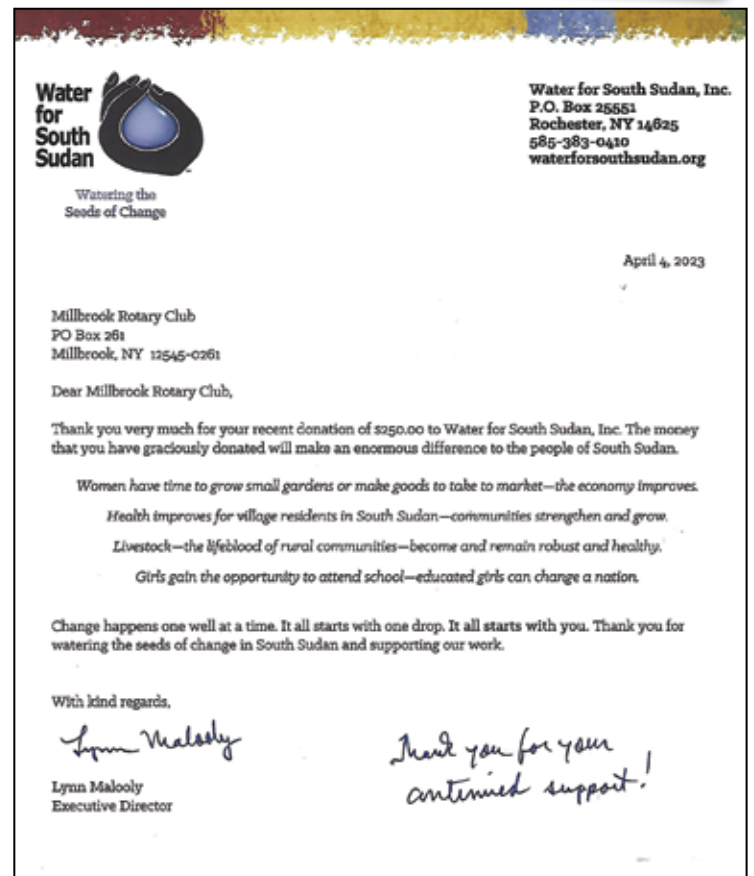 Water
for
South
Sudan
Watering the
Seeds of Change
Water for South Sudan, Inc.
P.O. Box 25551
Rochester, NY 14625
585-383-0410
waterforsouthsudan.org
April 4, 2023
Millbrook Rotary Club
PO Box 261
Millbrook, NY 12545-0261
Dear Millbrook Rotary Club,
Thank you very much for your recent donation of $250.00 to Water for South Sudan, Inc. The money
that you have graciously donated will make an enormous difference to the people of South Sudan.
Women have time to grow small gardens or make goods to take to market—the economy improves.
Health improves for village residents in South Sudan—communities strengthen and grow.
Livestock—the lifeblood of rural communities—become and remain robust and healthy.
Girls gain the opportunity to attend school—educated girls can change a nation.
Change happens one well at a time. It all starts with one drop. It all starts with you. Thank you for
watering the seeds of change in South Sudan and supporting our work.
With kind regards,
Lynn Malooly
Lynn Malooly
Executive Director
Thank you for your
continued support!